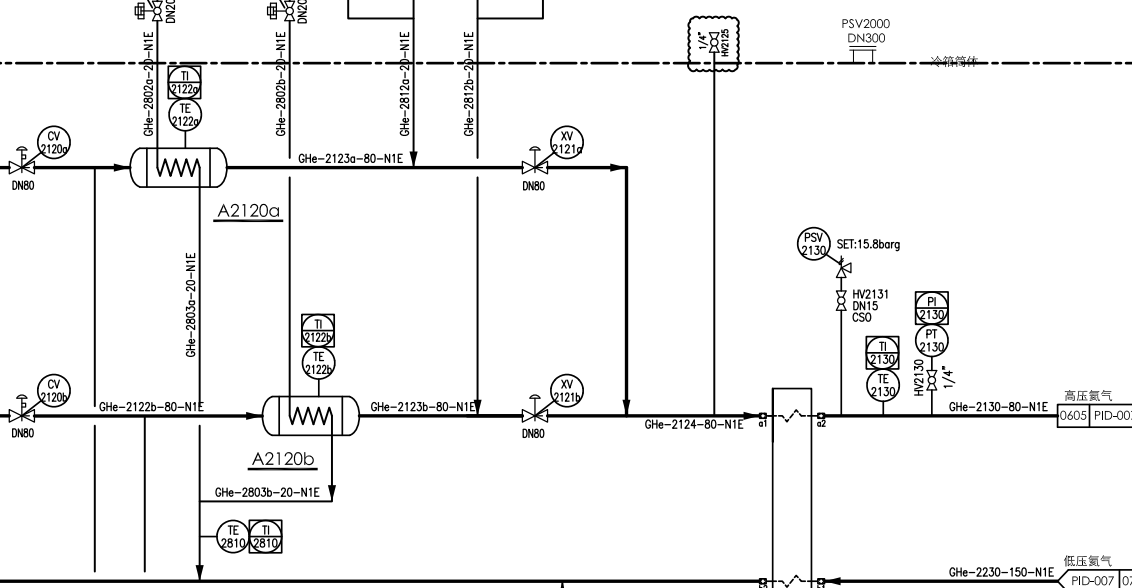 DN20
DN20
PSV2000
DN300
冷箱筒体
1/4"
HV2125
GHe-2802a-20-N1E
GHe-2802b-20-N1E
GHe-2812a-20-N1E
GHe-2812b-20-N1E
TI
2122a
TE
2122a
CV
2120a
DN80
GHe-2123a-80-N1E
XV
2121a
DN80
A2120a
PSV
2130
SET:15.8barg
HV2131
DN15
CSO
GHe-2803a-20-N1E
TI
2122b
TE
2122b
PI
2130
PT
2130
HV2130
1/4"
TI
2130
TE
2130
CV
2120b
DN80
GHe-2122b-80-N1E
GHe-2123b-80-N1E
XV
2121b
DN80
GHe-2124-80-N1E
a1
a2
GHe-2130-80-N1E
高压氦气
0605
A2120b
GHe-2803b-20-N1E
TE
2810
TI
2810
低压氦气
GHe-2230-150-N1E
PID-007